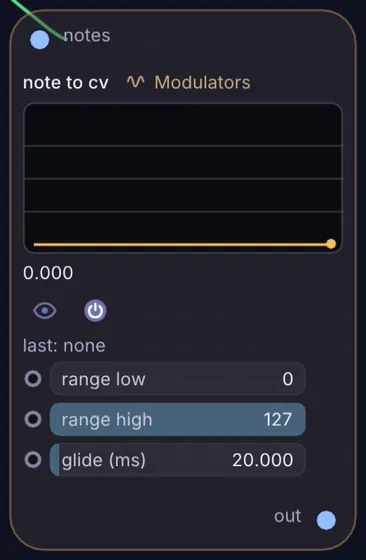 notes
note to cv Modulators
0.000
last: none
range low 0
range high 127
glide (ms) 20.000
out